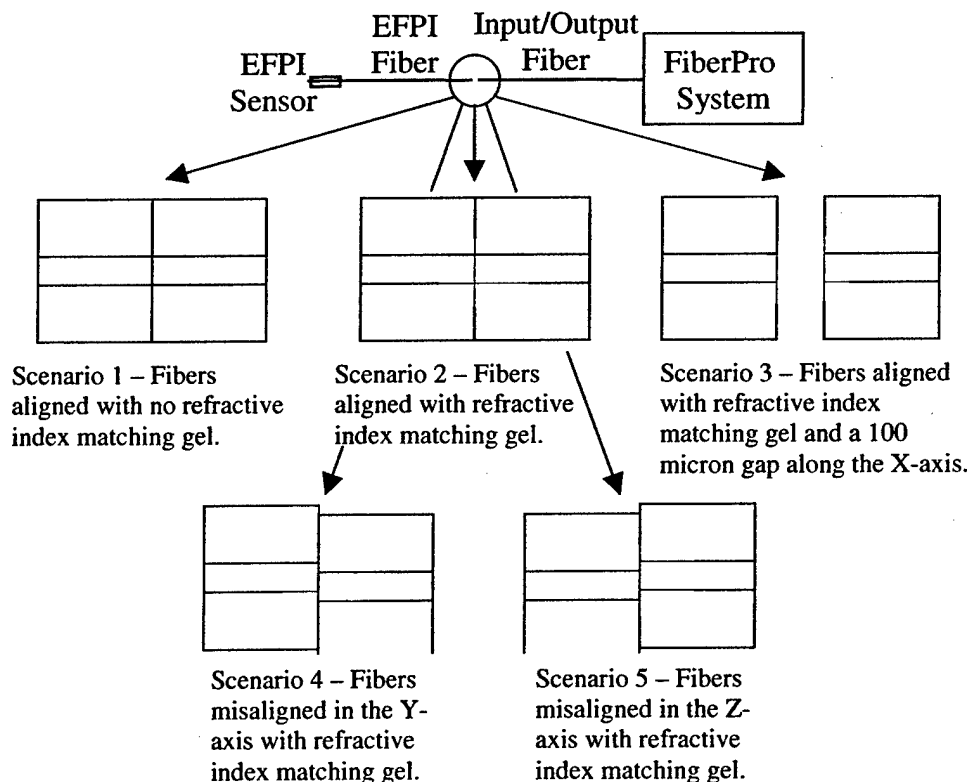 EFPI
Sensor
EFPI
Fiber
Input/Output
Fiber
FiberPro
System
Scenario 1 – Fibers
aligned with no refractive
index matching gel.
Scenario 2 – Fibers
aligned with refractive
index matching gel.
Scenario 3 – Fibers aligned
with refractive index
matching gel and a 100
micron gap along the X-axis.
Scenario 4 – Fibers
misaligned in the Y-
axis with refractive
index matching gel.
Scenario 5 – Fibers
misaligned in the Z-
axis with refractive
index matching gel.